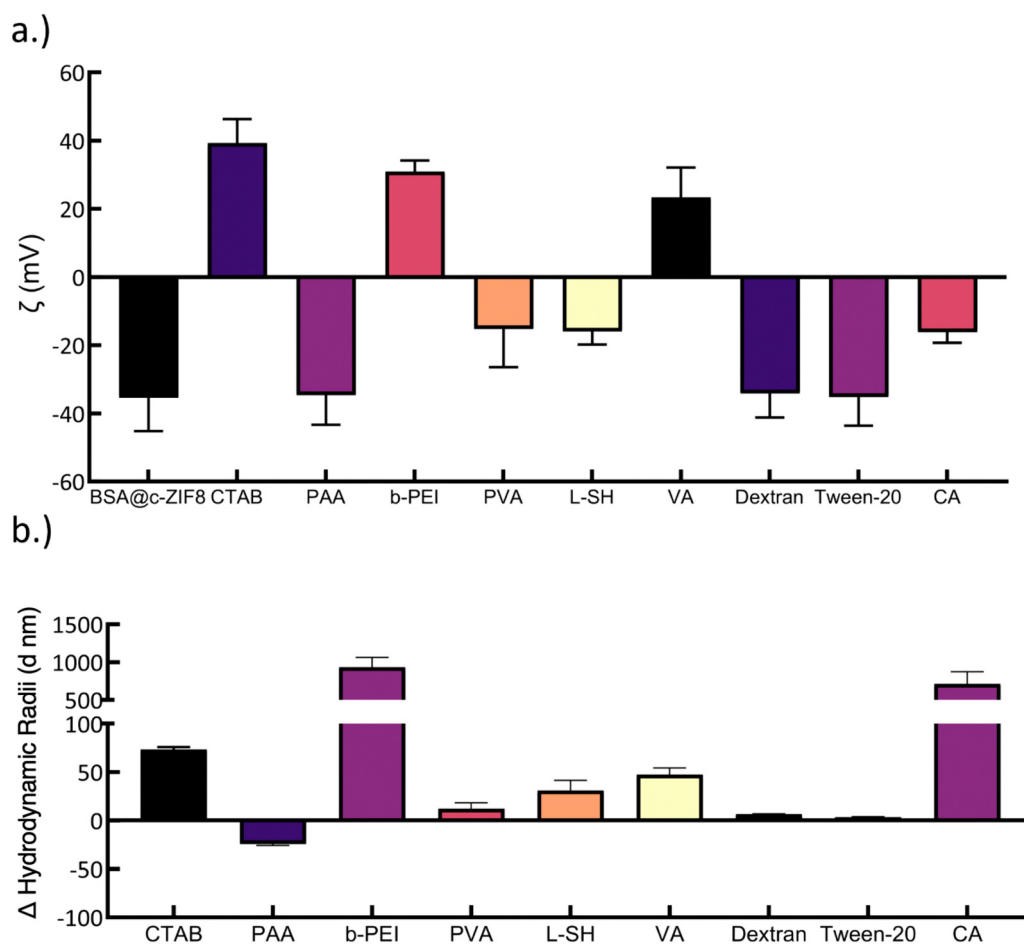 a.)
60
40
20
0
-20
-40
-60
ζ (mV)
BSA@c-ZIF8 CTAB PAA b-PEI PVA L-SH VA Dextran Tween-20 CA
b.)
1500
1000
500
100
50
0
-50
-100
Δ Hydrodynamic Radii (d nm)
CTAB PAA b-PEI PVA L-SH VA Dextran Tween-20 CA